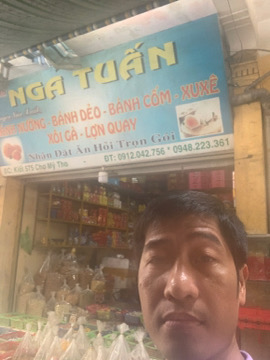 NGA TUẤN
BÁNH DẺO - BÁNH CỐM - XUXÊ
XÔI GÀ - LỢN QUAY
Nhận Đặt Ăn Hỏi Trọn Gói
ĐT: 0912.042.756 * 0948.223.361